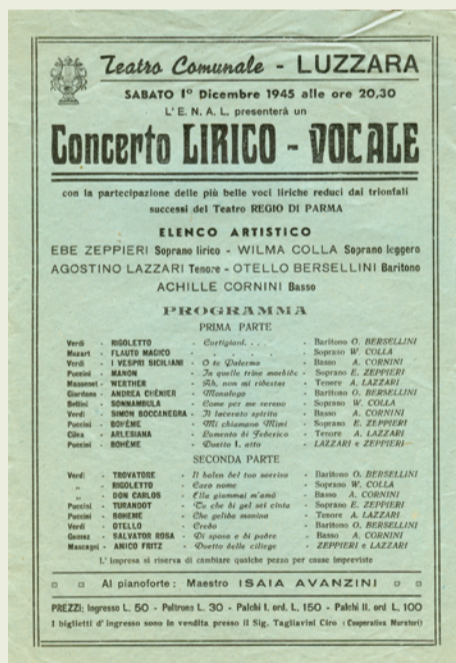 Teatro Comunale - LUZZARA
SABATO 1º Dicembre 1945 alle ore 20,30
L'E.N.A.L. presenterà un
Concerto LIRICO - VOCALE
con la partecipazione delle più belle voci liriche reduci dai trionfali
successi del Teatro REGIO DI PARMA
ELENCO ARTISTICO
EBE ZEPPIERI Soprano lirico - WILMA COLLA Soprano leggero
AGOSTINO LAZZARI Tenore - OTELLO BERSELLINI Baritono
ACHILLE CORNINI Basso
PROGRAMMA
PRIMA PARTE
Verdi - RIGOLETTO - Cortigiani. . . - Baritono O. BERSELLINI
Mozart - FLAUTO MAGICO - „ „ - Soprano W. COLLA
Verdi - I VESPRI SICILIANI - O tu Palermo - Basso A. CORNINI
Puccini - MANON - In quelle trine morbide - Soprano E. ZEPPIERI
Massenet - WERTHER - Ah, non mi ridestar - Tenore A. LAZZARI
Giordano - ANDREA CHÈNIER - Monologo - Baritono O. BERSELLINI
Bellini - SONNAMBULA - Come per me sereno - Soprano W. COLLA
Verdi - SIMON BOCCANEGRA - Il lacerato spirito - Basso A. CORNINI
Puccini - BOHÈME - Mi chiamano Mimì - Soprano E. ZEPPIERI
Cilea - ARLESIANA - Lamento di Federico - Tenore A. LAZZARI
Puccini - BOHÈME - Duetto I. atto - LAZZARI e ZEPPIERI
SECONDA PARTE
Verdi - TROVATORE - Il balen del tuo sorriso - Baritono O. BERSELLINI
„ - RIGOLETTO - Caro nome - Soprano W. COLLA
„ - DON CARLOS - Ella giammai m'amò - Basso A. CORNINI
Puccini - TURANDOT - Tu che di gel sei cinta - Soprano E. ZEPPIERI
Puccini - BOHEME - Che gelida manina - Tenore A. LAZZARI
Verdi - OTELLO - Credo - Baritono O. BERSELLINI
Gomez - SALVATOR ROSA - Di sposo e di padre - Basso A. CORNINI
Mascagni - AMICO FRITZ - Duetto delle ciliege - ZEPPIERI e LAZZARI
L'impresa si riserva di cambiare qualche pezzo per cause impreviste
Al pianoforte: Maestro ISAIA AVANZINI
PREZZI: Ingresso L. 50 - Poltrona L. 30 - Palchi I. ord. L. 150 - Palchi II. ord L. 100
I biglietti d'ingresso sono in vendita presso il Sig. Tagliavini Ciro (Cooperativa Muratori)